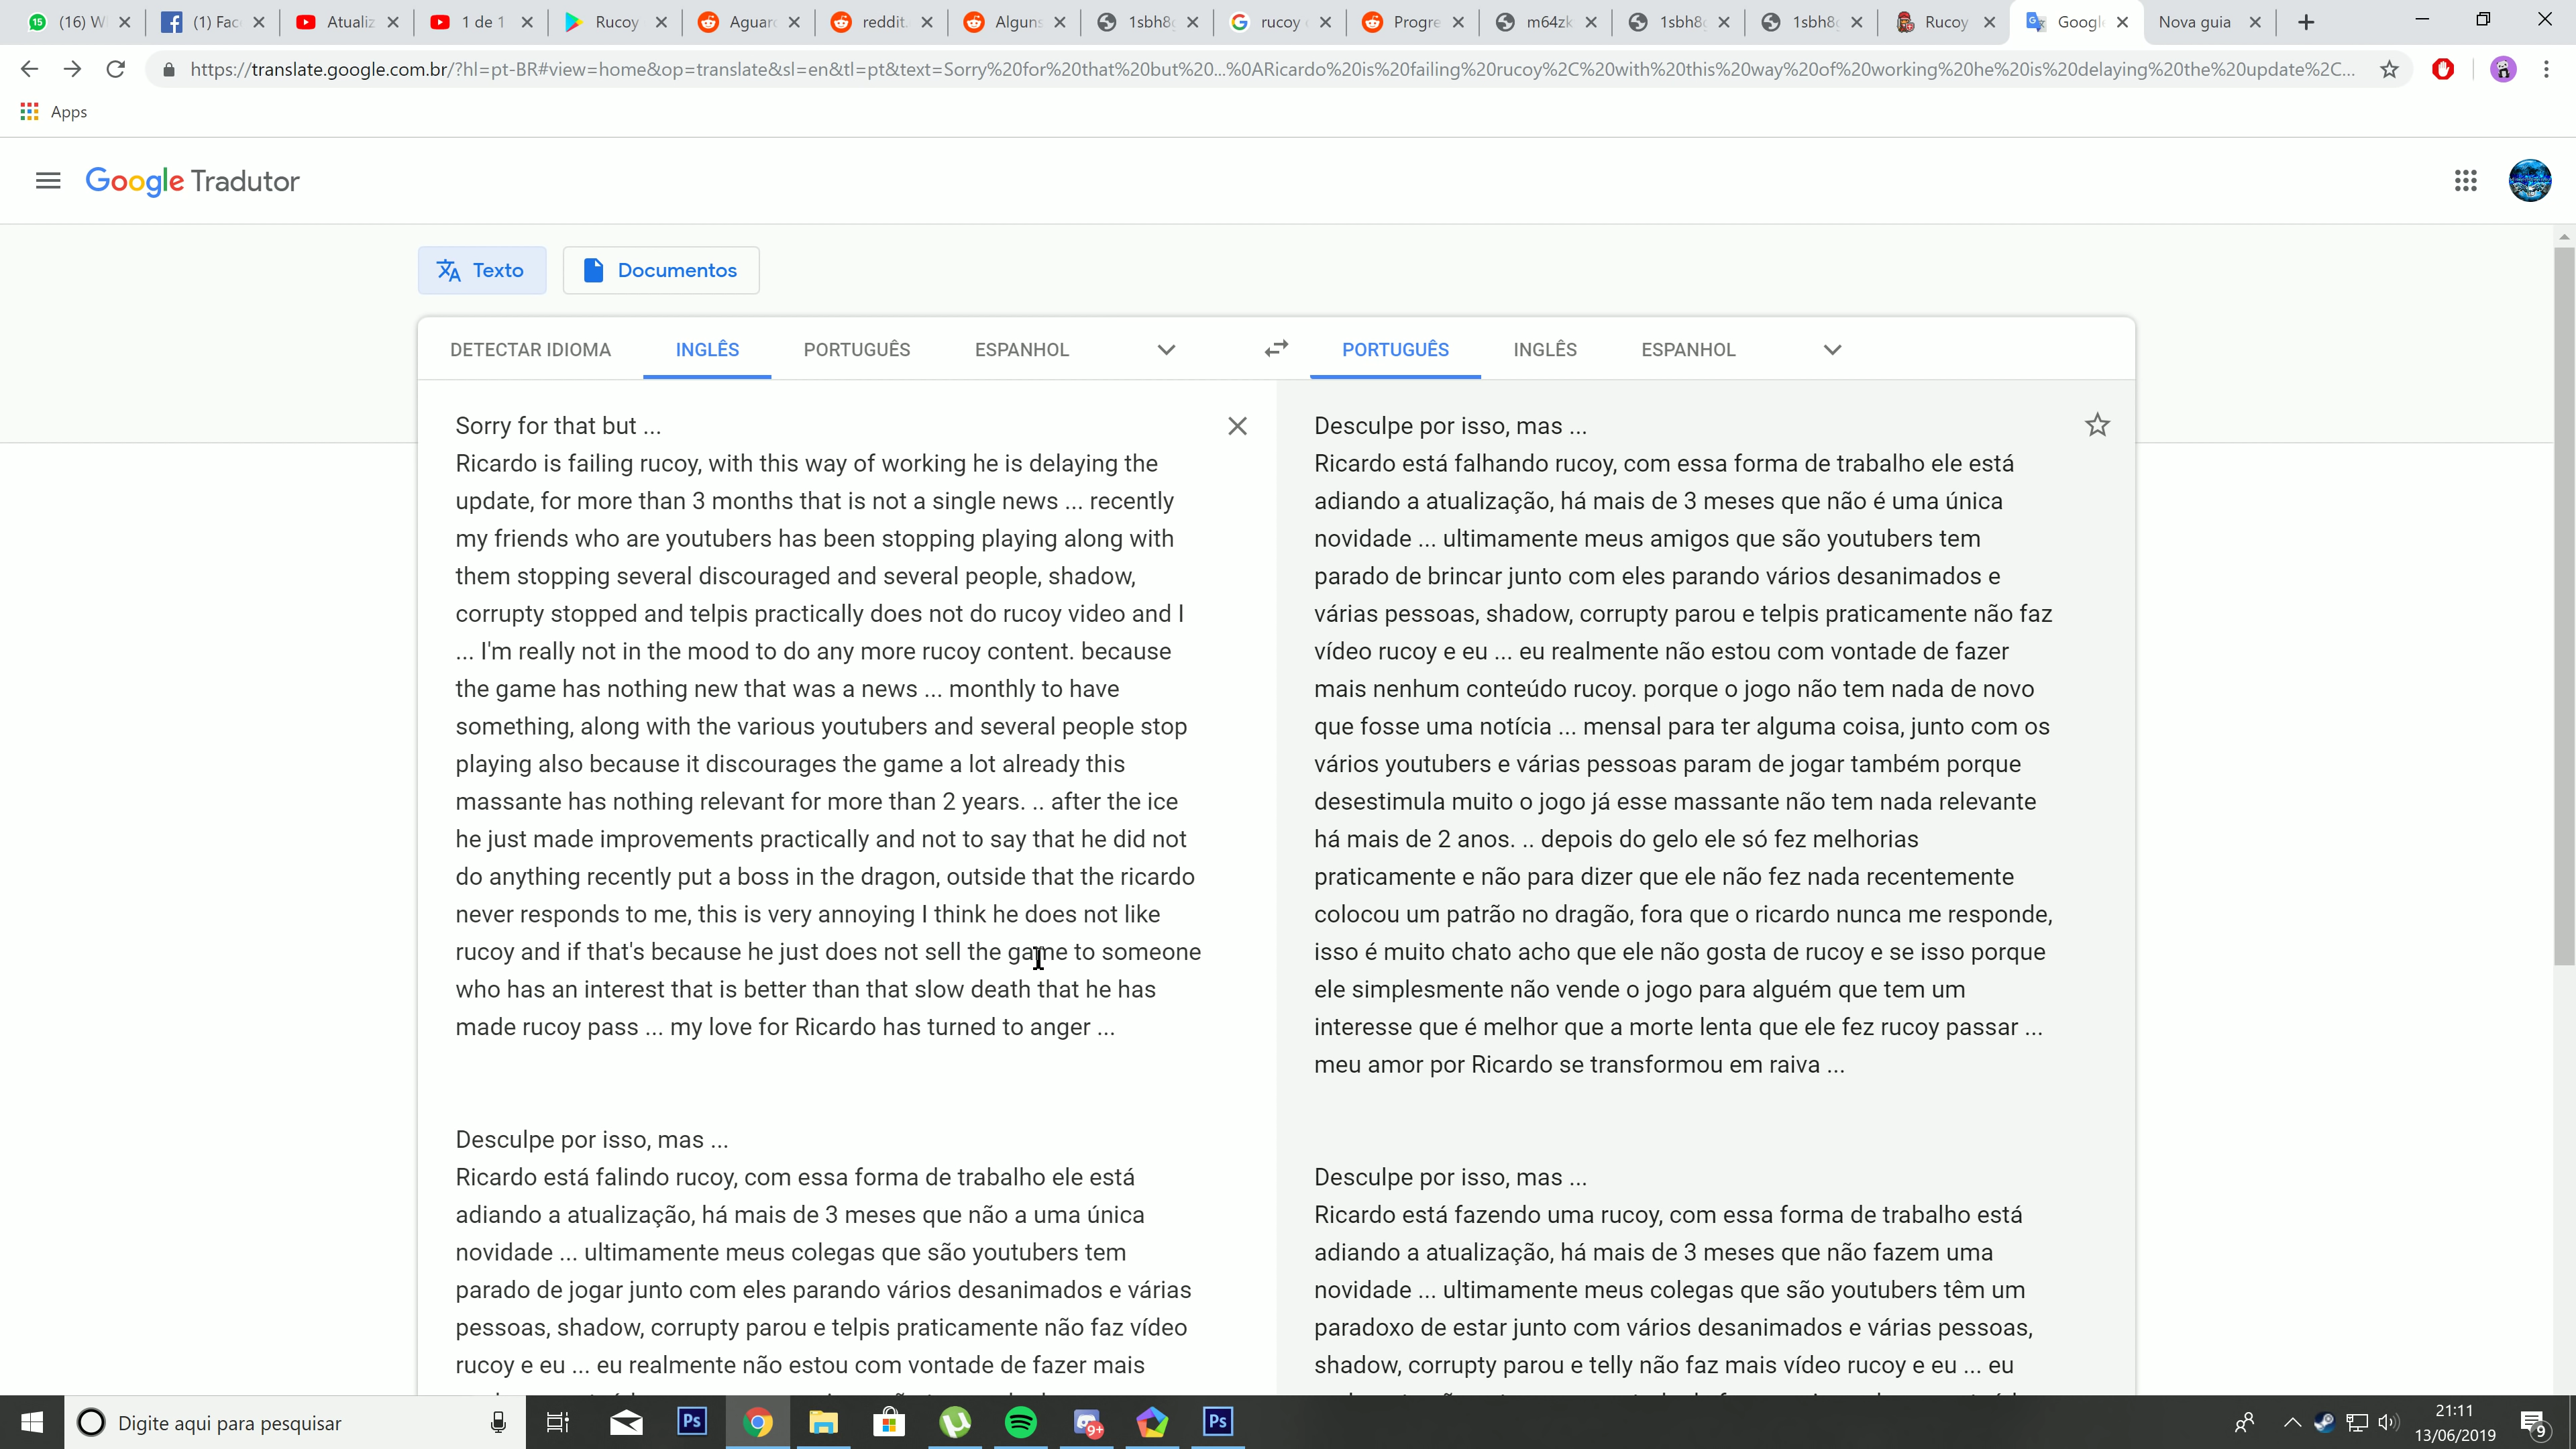 (16) W
(1) Fac
Atualiz
1 de 1
Rucoy
Aguar
reddit.
Alguns
1sbh8
rucoy
Progre
m64zk
1sbh8
1sbh8
Rucoy
Google
Nova guia
https://translate.google.com.br/?hl=pt-BR#view=home&op=translate&sl=en&tl=pt&text=Sorry%20for%20that%20but%20...%0ARicardo%20is%20failing%20rucoy%2C%20with%20this%20way%20of%20working%20he%20is%20delaying%20the%20update%2C...
Apps
Google Tradutor
Texto
Documentos
DETECTAR IDIOMA
INGLÊS
PORTUGUÊS
ESPANHOL
PORTUGUÊS
INGLÊS
ESPANHOL
Sorry for that but ...
Ricardo is failing rucoy, with this way of working he is delaying the
update, for more than 3 months that is not a single news ... recently
my friends who are youtubers has been stopping playing along with
them stopping several discouraged and several people, shadow,
corrupty stopped and telpis practically does not do rucoy video and I
... I'm really not in the mood to do any more rucoy content. because
the game has nothing new that was a news ... monthly to have
something, along with the various youtubers and several people stop
playing also because it discourages the game a lot already this
massante has nothing relevant for more than 2 years. .. after the ice
he just made improvements practically and not to say that he did not
do anything recently put a boss in the dragon, outside that the ricardo
never responds to me, this is very annoying I think he does not like
rucoy and if that's because he just does not sell the game to someone
who has an interest that is better than that slow death that he has
made rucoy pass ... my love for Ricardo has turned to anger ...
Desculpe por isso, mas ...
Ricardo está falindo rucoy, com essa forma de trabalho ele está
adiando a atualização, há mais de 3 meses que não a uma única
novidade ... ultimamente meus colegas que são youtubers tem
parado de jogar junto com eles parando vários desanimados e várias
pessoas, shadow, corrupty parou e telpis praticamente não faz vídeo
rucoy e eu ... eu realmente não estou com vontade de fazer mais
Desculpe por isso, mas ...
Ricardo está falhando rucoy, com essa forma de trabalho ele está
adiando a atualização, há mais de 3 meses que não é uma única
novidade ... ultimamente meus amigos que são youtubers tem
parado de brincar junto com eles parando vários desanimados e
várias pessoas, shadow, corrupty parou e telpis praticamente não faz
vídeo rucoy e eu ... eu realmente não estou com vontade de fazer
mais nenhum conteúdo rucoy. porque o jogo não tem nada de novo
que fosse uma notícia ... mensal para ter alguma coisa, junto com os
vários youtubers e várias pessoas param de jogar também porque
desestimula muito o jogo já esse massante não tem nada relevante
há mais de 2 anos. .. depois do gelo ele só fez melhorias
praticamente e não para dizer que ele não fez nada recentemente
colocou um patrão no dragão, fora que o ricardo nunca me responde,
isso é muito chato acho que ele não gosta de rucoy e se isso porque
ele simplesmente não vende o jogo para alguém que tem um
interesse que é melhor que a morte lenta que ele fez rucoy passar ...
meu amor por Ricardo se transformou em raiva ...
Desculpe por isso, mas ...
Ricardo está fazendo uma rucoy, com essa forma de trabalho está
adiando a atualização, há mais de 3 meses que não fazem uma
novidade ... ultimamente meus colegas que são youtubers têm um
paradoxo de estar junto com vários desanimados e várias pessoas,
shadow, corrupty parou e telly não faz mais vídeo rucoy e eu ... eu
Digite aqui para pesquisar
Ps
9+
Ps
21:11
13/06/2019
9